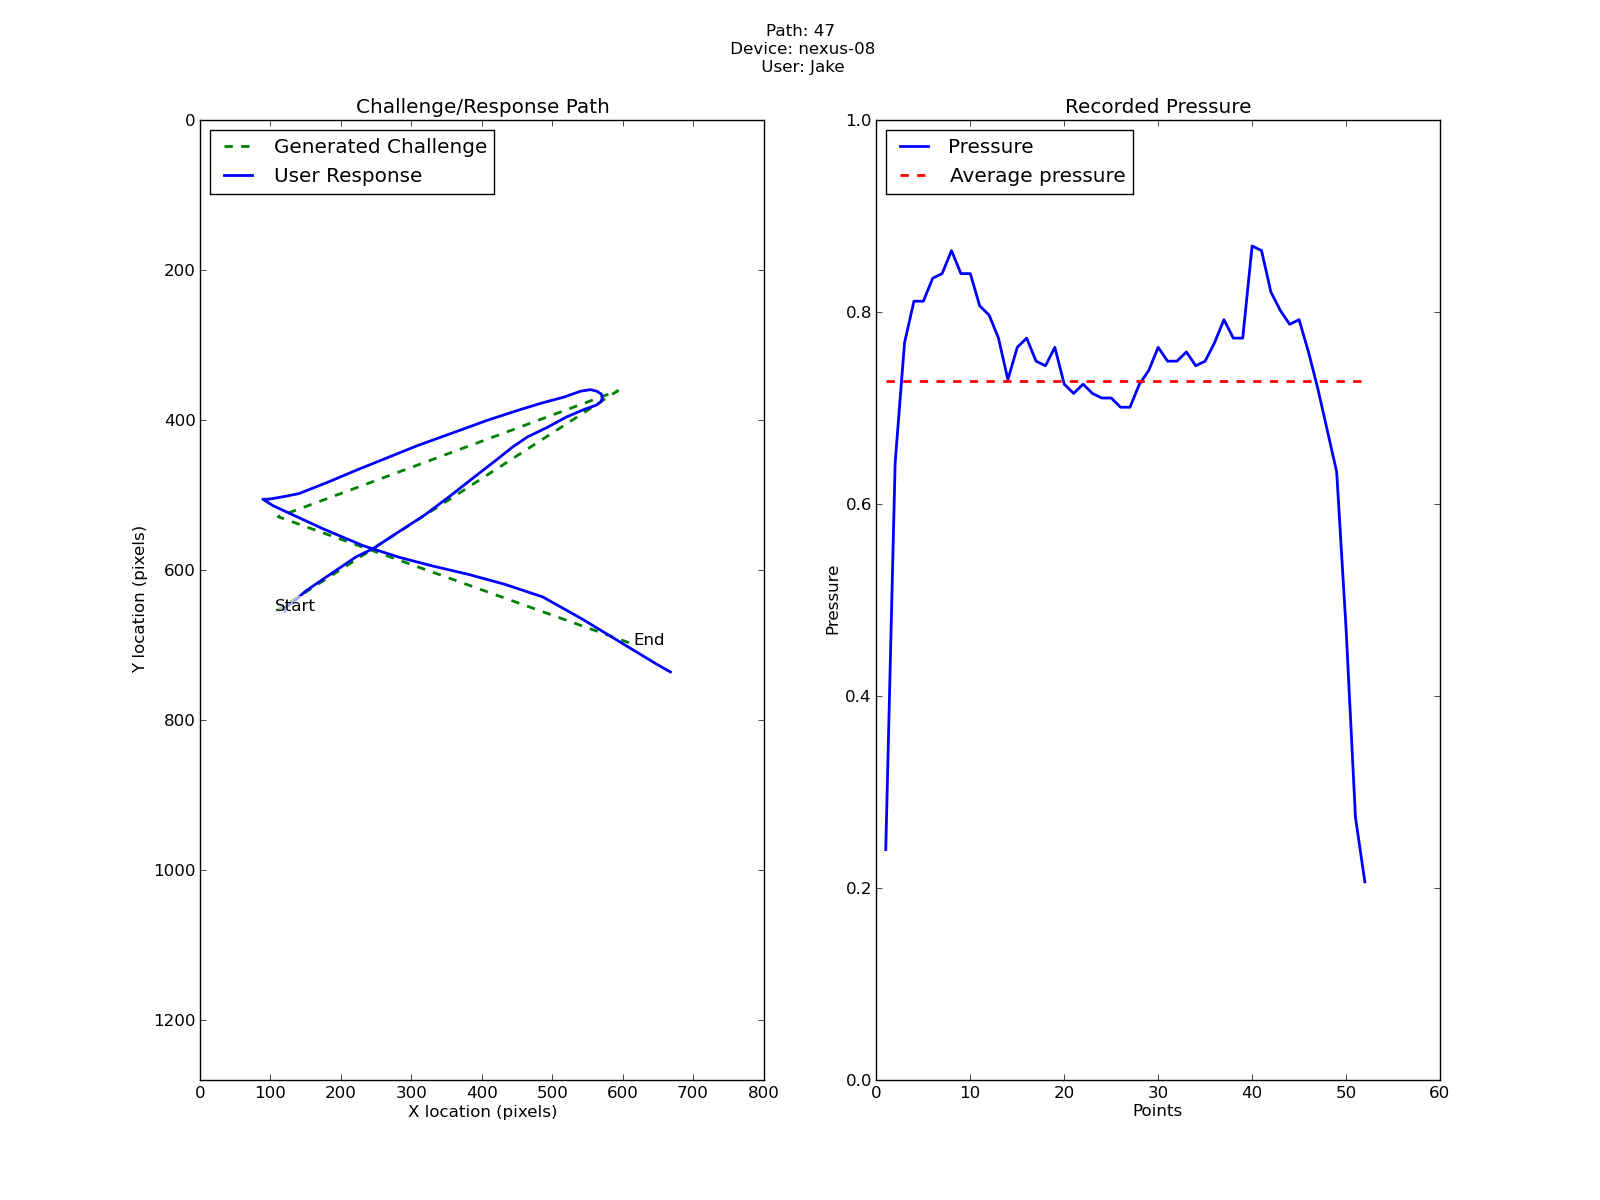 Path: 47
Device: nexus-08
User: Jake
Challenge/Response Path
Generated Challenge
User Response
0
200
400
600
800
1000
1200
Y location (pixels)
Start
End
0 100 200 300 400 500 600 700 800
X location (pixels)
Recorded Pressure
Pressure
Average pressure
1.0
0.8
0.6
0.4
0.2
0.0
Pressure
0 10 20 30 40 50 60
Points